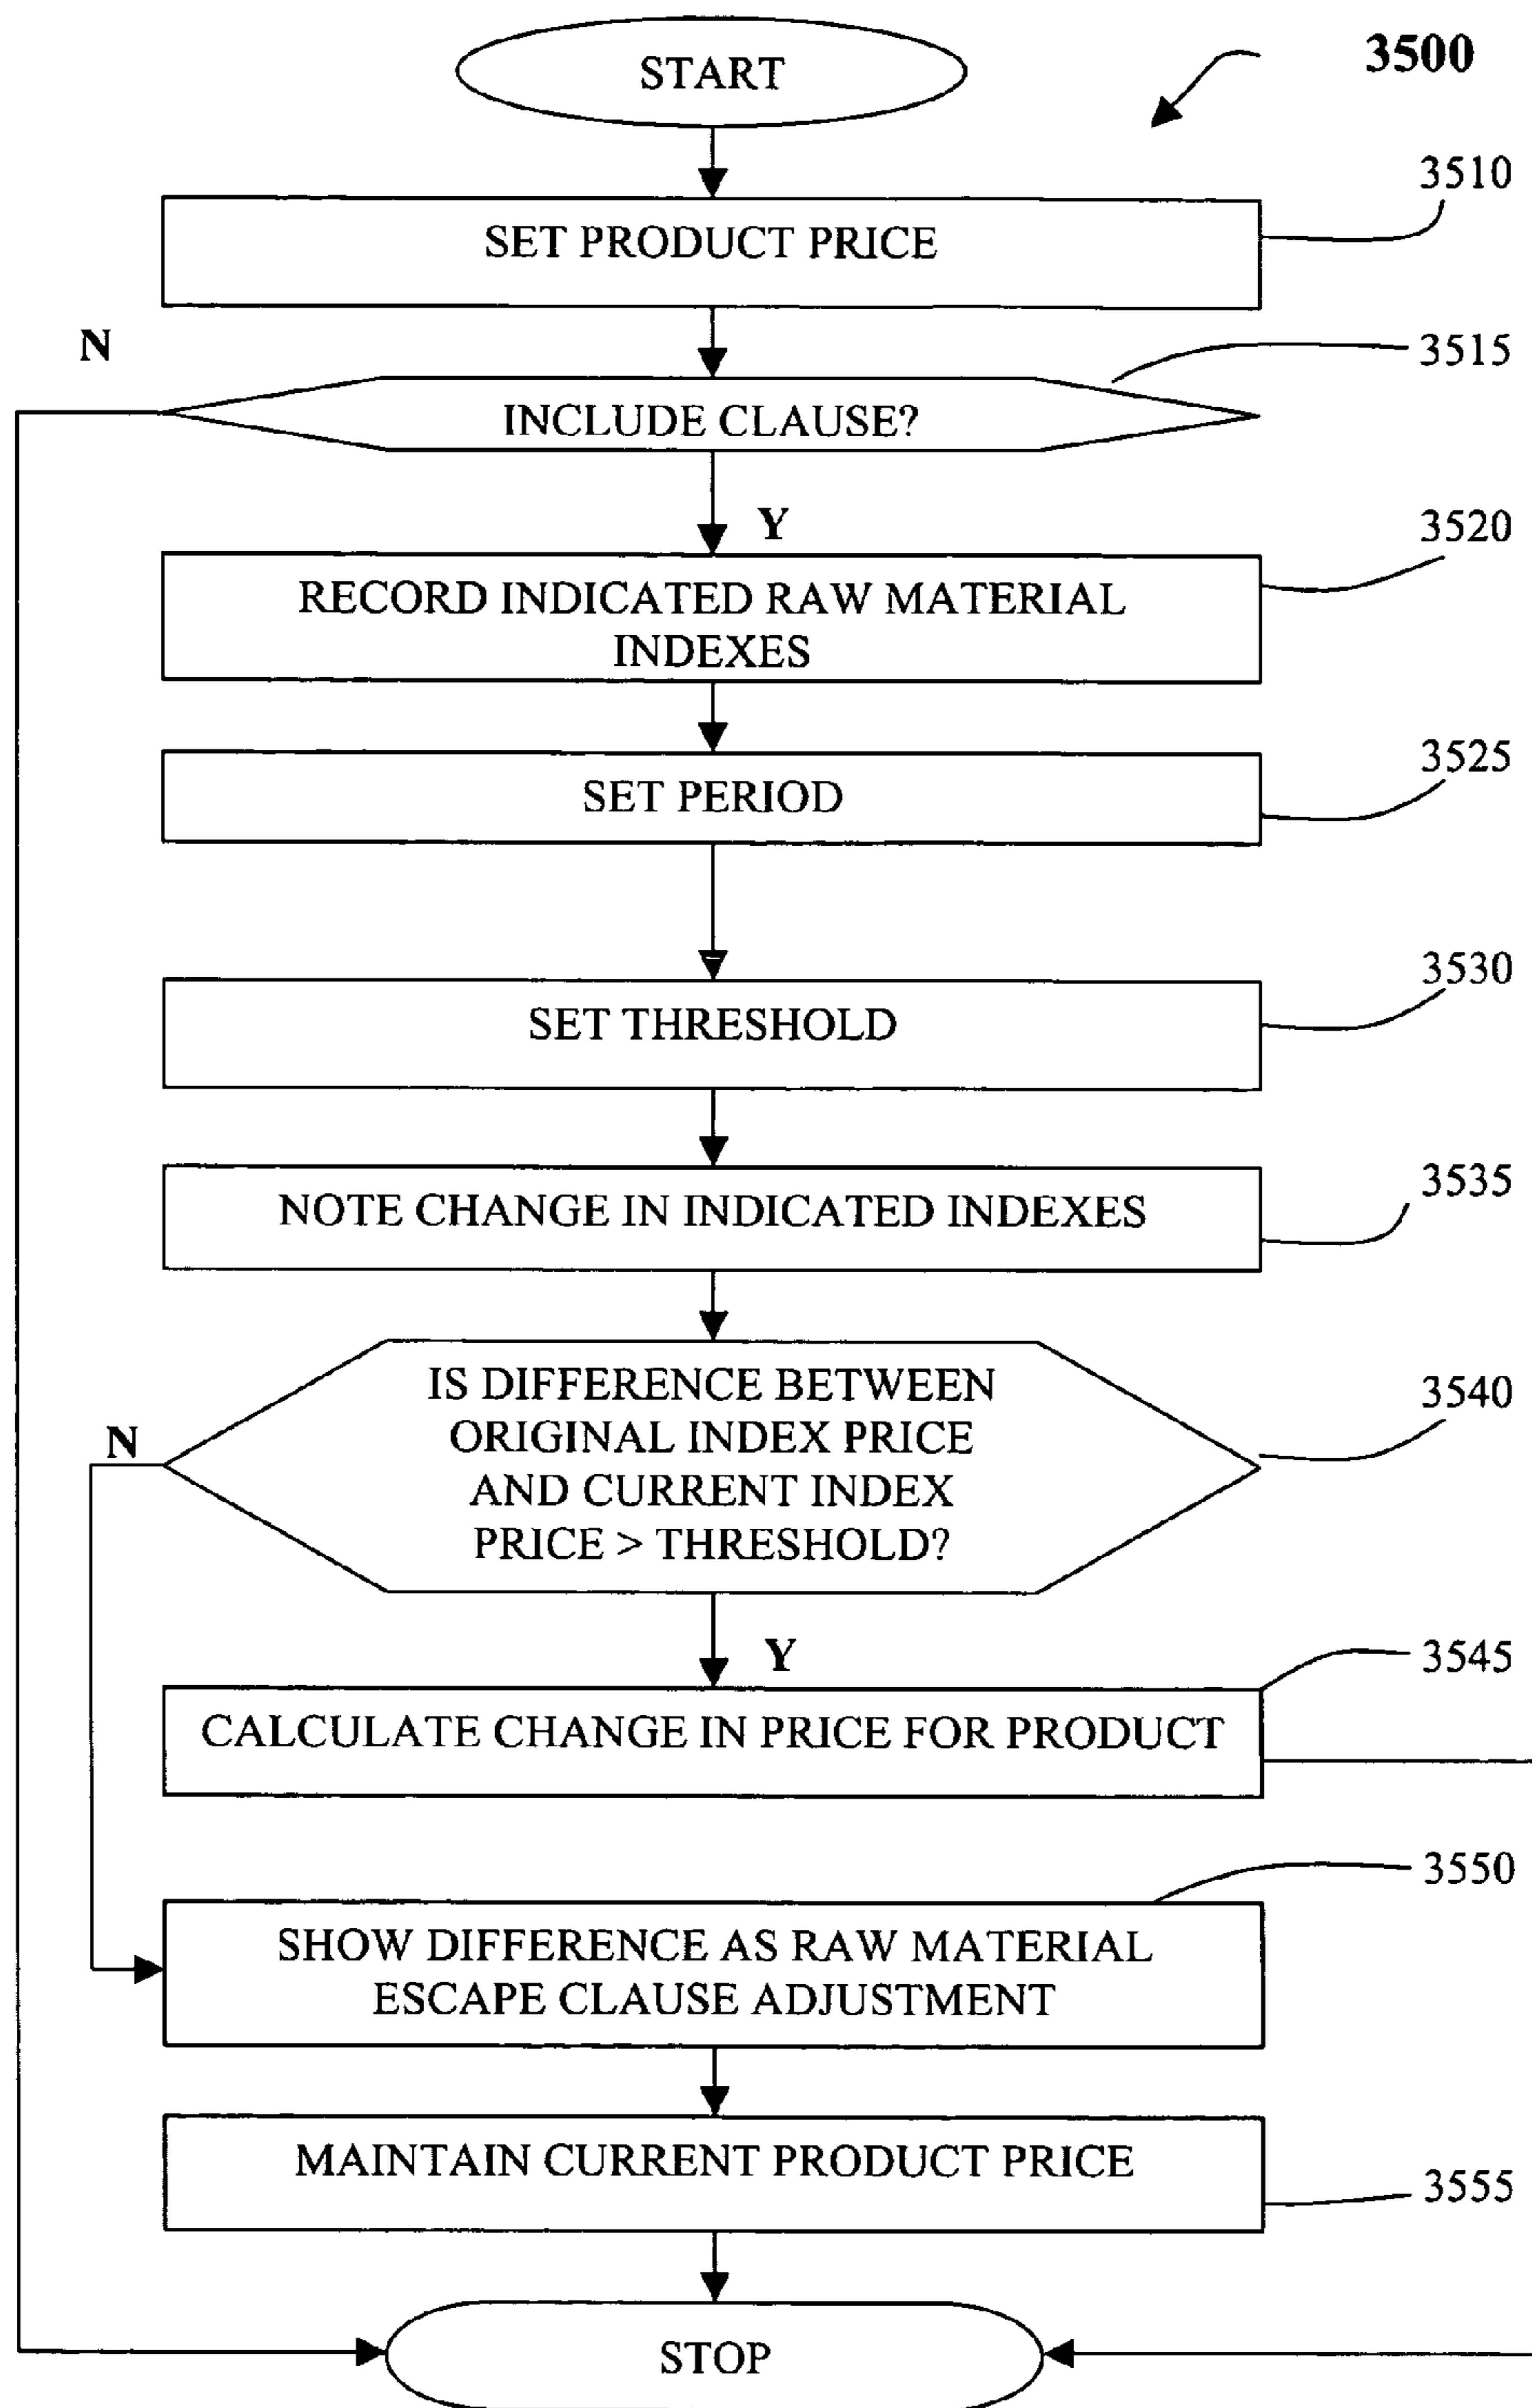 START
3500
3510
SET PRODUCT PRICE
N
3515
INCLUDE CLAUSE?
Y
3520
RECORD INDICATED RAW MATERIAL
INDEXES
3525
SET PERIOD
3530
SET THRESHOLD
3535
NOTE CHANGE IN INDICATED INDEXES
IS DIFFERENCE BETWEEN
ORIGINAL INDEX PRICE
AND CURRENT INDEX
PRICE > THRESHOLD?
3540
N
Y
3545
CALCULATE CHANGE IN PRICE FOR PRODUCT
3550
SHOW DIFFERENCE AS RAW MATERIAL
ESCAPE CLAUSE ADJUSTMENT
MAINTAIN CURRENT PRODUCT PRICE
3555
STOP